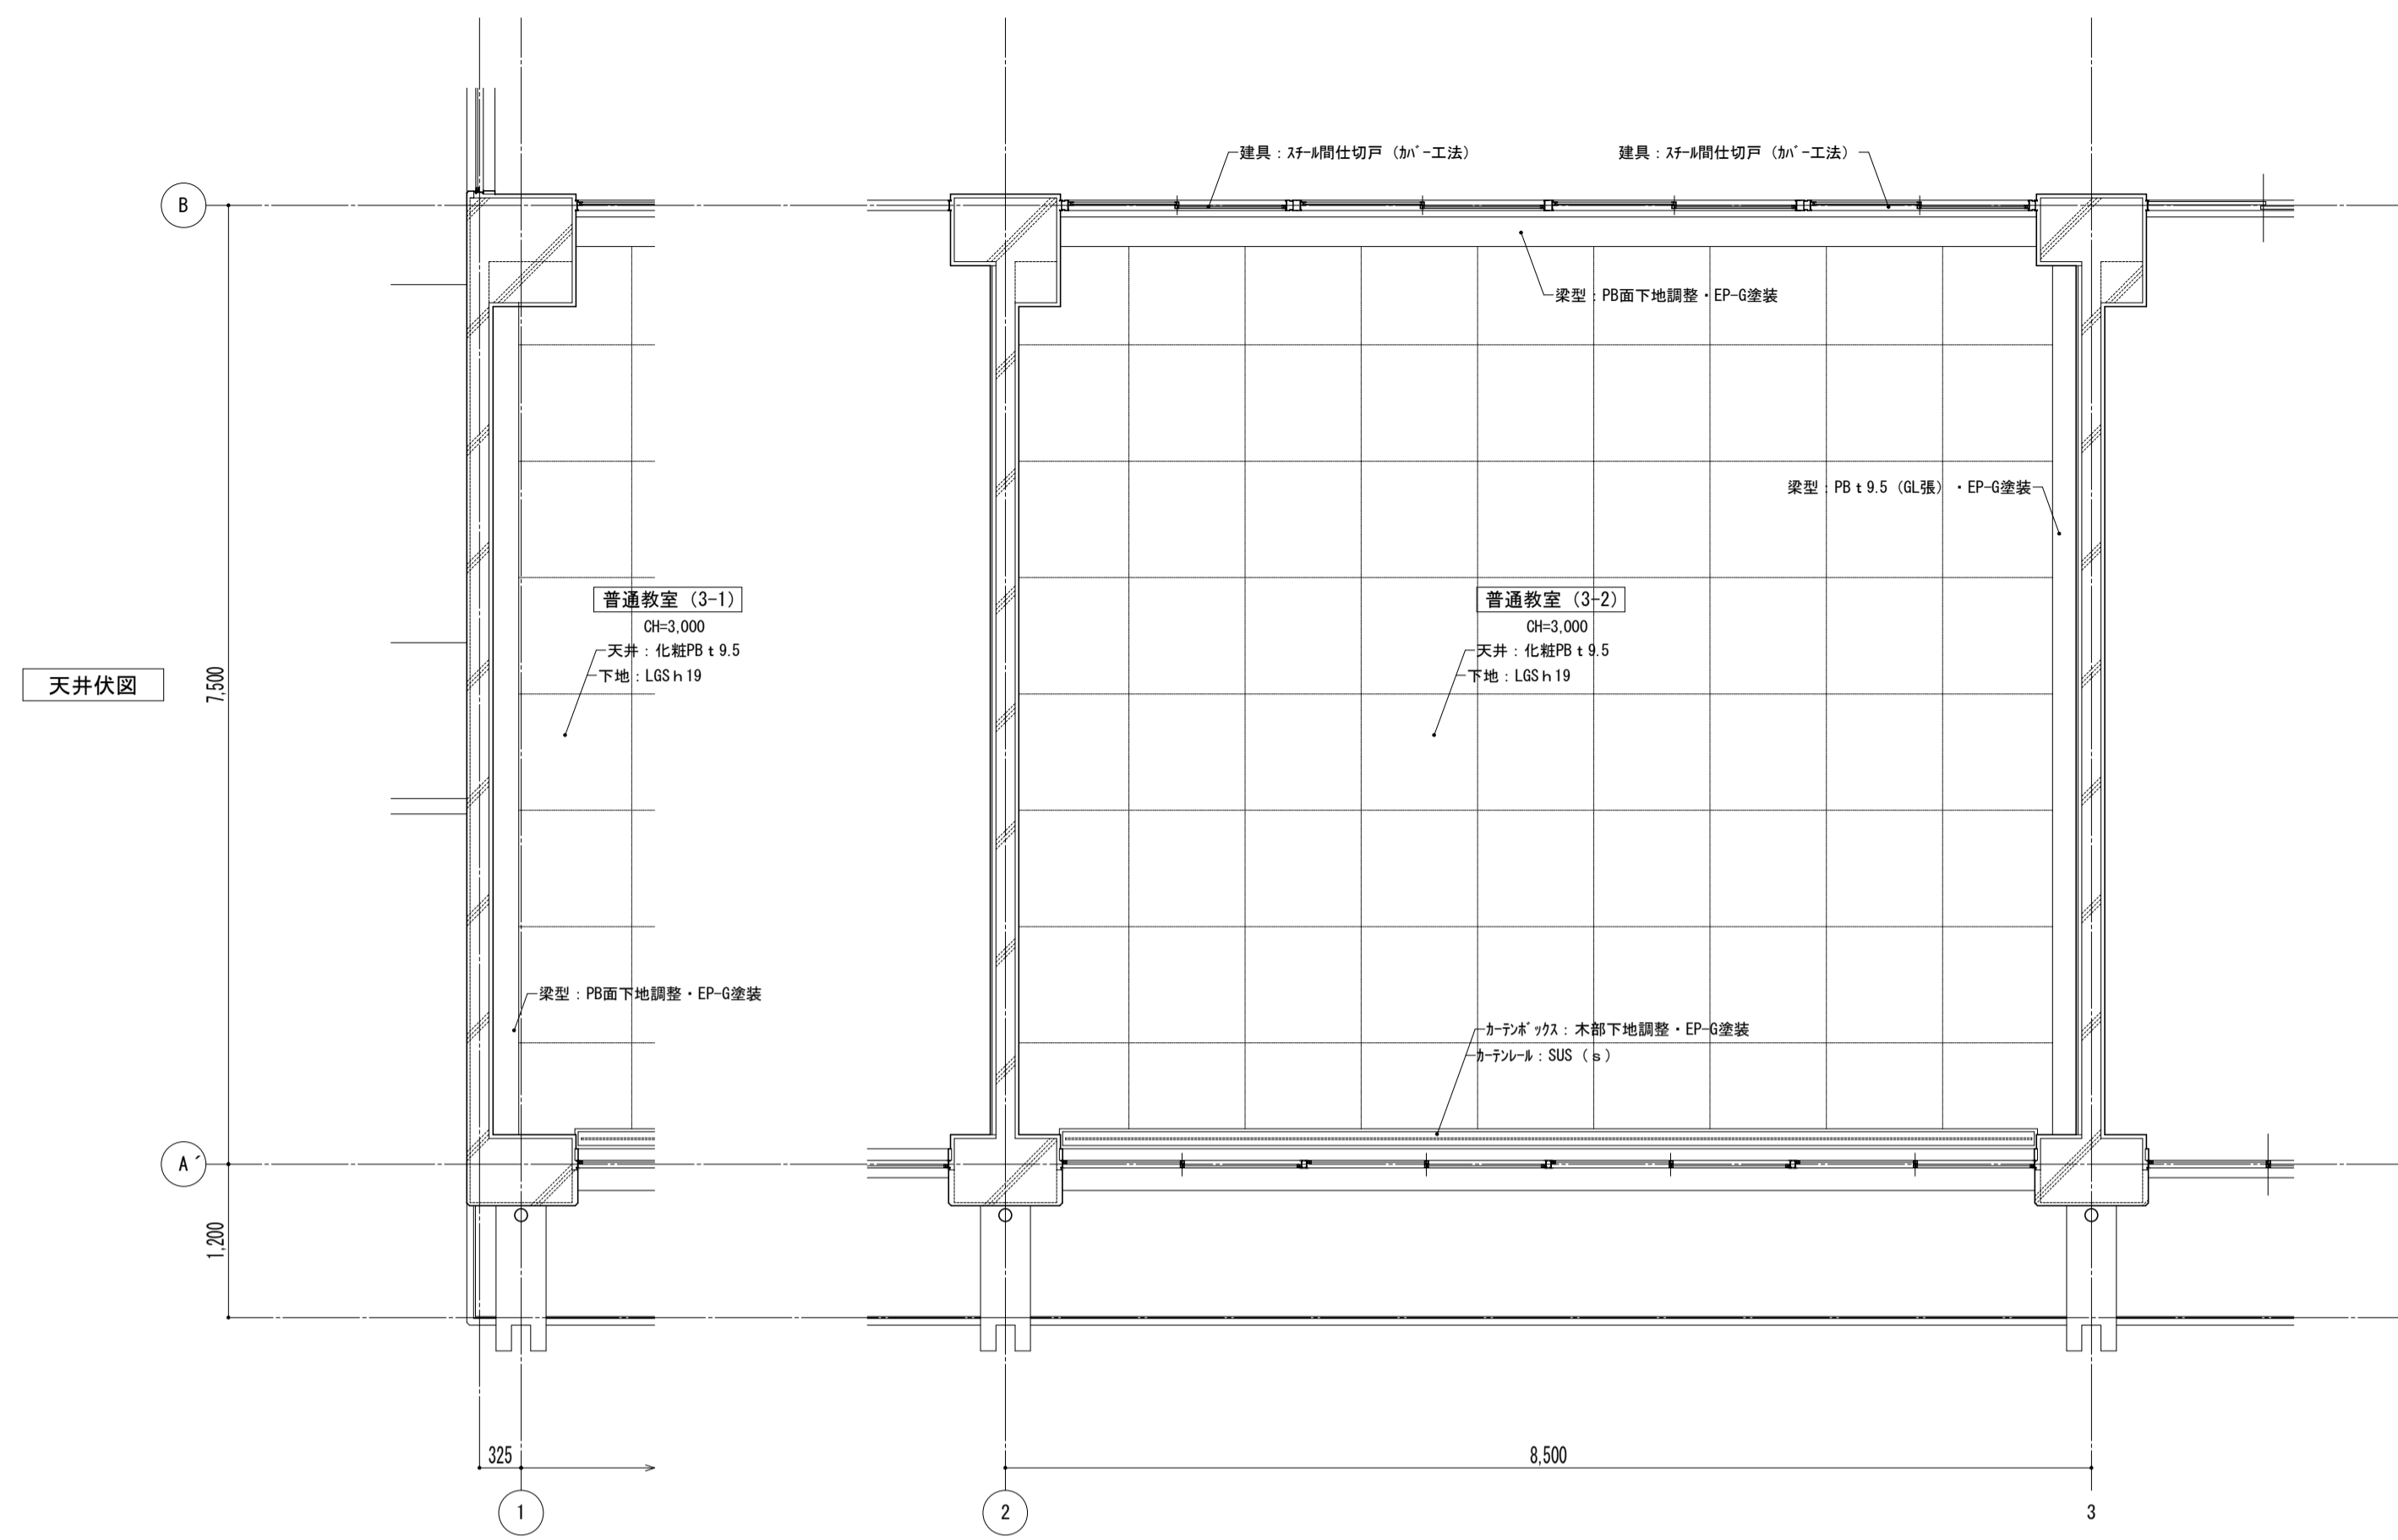 建具：ｽﾁｰﾙ間仕切戸（ｶﾊﾞｰ工法）
建具：ｽﾁｰﾙ間仕切戸（ｶﾊﾞｰ工法）
B
梁型：PB面下地調整・EP-G塗装
梁型：PBｔ9.5（GL張）・EP-G塗装
普通教室（3-1）
CH=3,000
天井：化粧PBｔ9.5
下地：LGSｈ19
普通教室（3-2）
CH=3,000
天井：化粧PBｔ9.5
下地：LGSｈ19
天井伏図
7,500
梁型：PB面下地調整・EP-G塗装
ｶｰﾃﾝﾎﾞｯｸｽ：木部下地調整・EP-G塗装
ｶｰﾃﾝﾚｰﾙ：SUS（ｓ）
A´
1,200
325
8,500
1
2
3